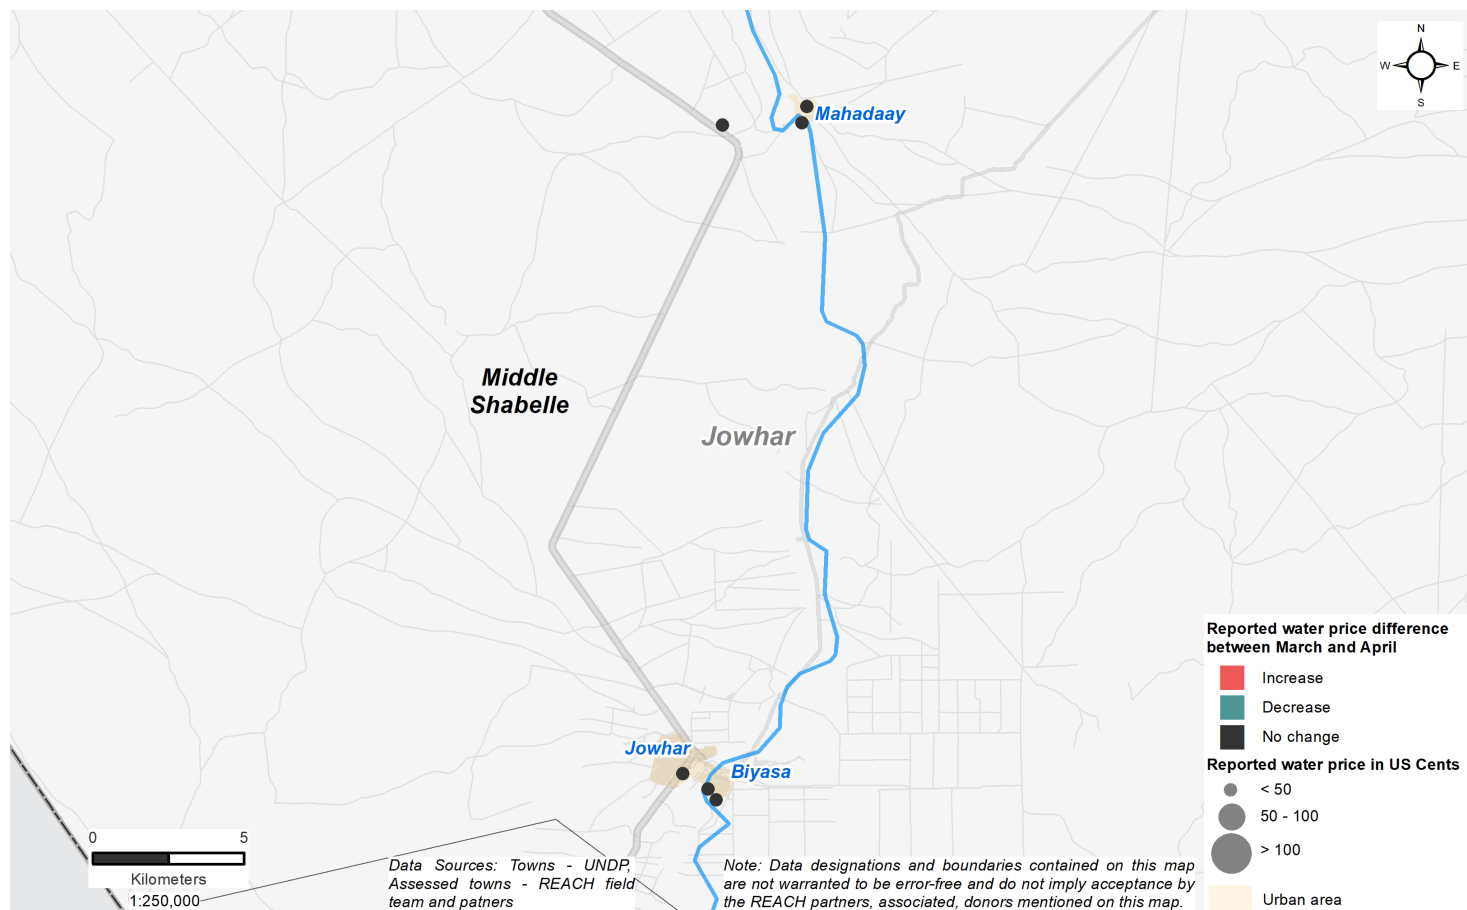 N
W
E
S
Mahadaay
Middle
Shabelle
Jowhar
Jowhar
Biyasa
Reported water price difference
between March and April
Increase
Decrease
No change
Reported water price in US Cents
< 50
50 - 100
> 100
Urban area
0
5
Kilometers
1:250,000
Data Sources: Towns - UNDP,
Assessed towns - REACH field
team and patners
Note: Data designations and boundaries contained on this map
are not warranted to be error-free and do not imply acceptance by
the REACH partners, associated, donors mentioned on this map.